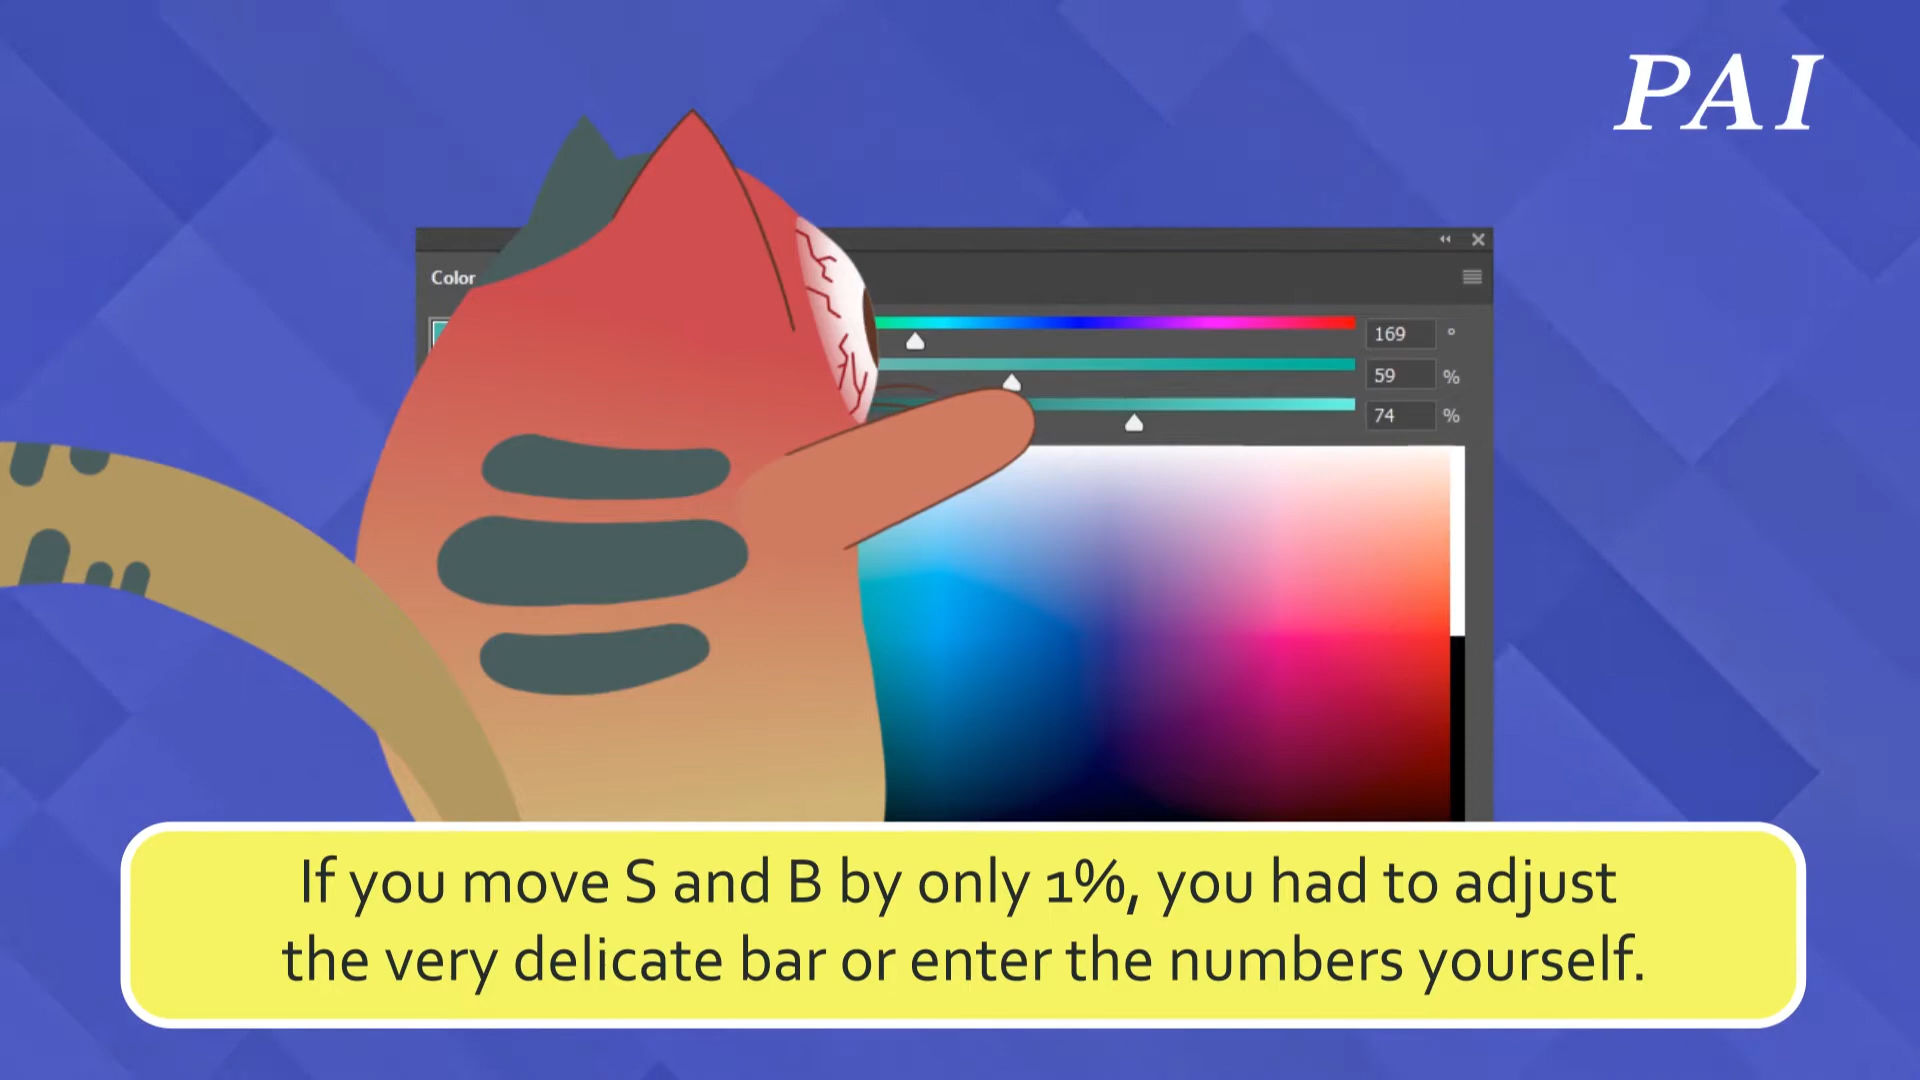 PAI
Color
169 °
59 %
74 %
If you move S and B by only 1%, you had to adjust
the very delicate bar or enter the numbers yourself.